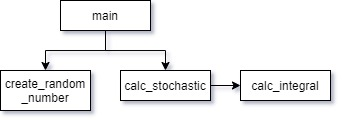 main
create_random
_number
calc_stochastic
calc_integral